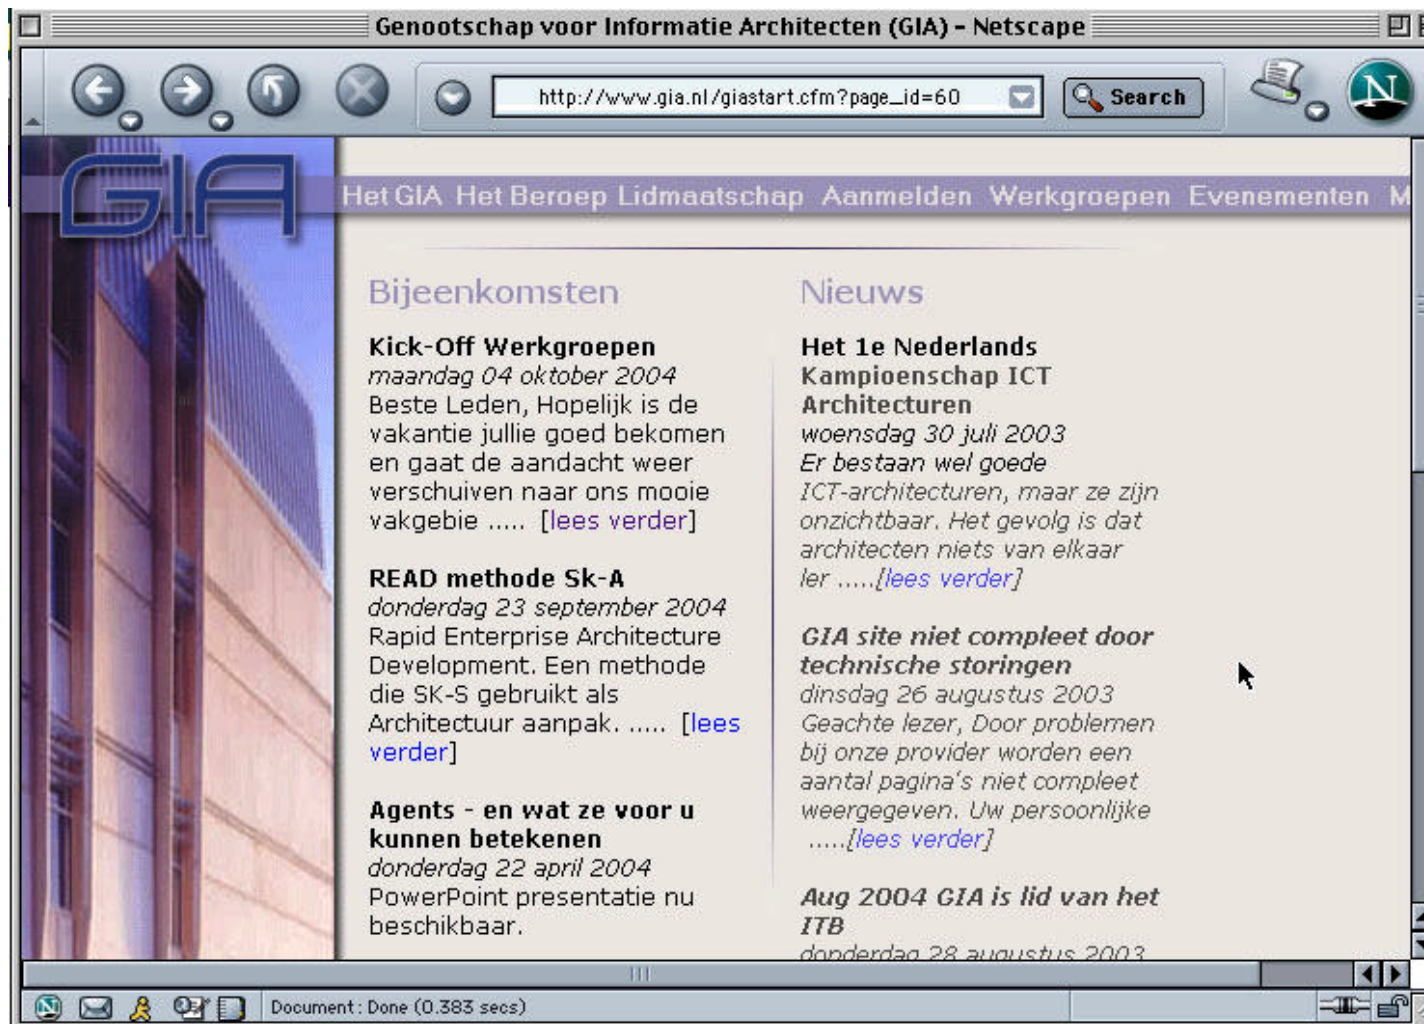 Genootschap voor Informatie Architecten (GIA) - Netscape
http://www.gia.nl/giastart.cfm?page_id=60
Search
N
GIA
Het GIA Het Beroep Lidmaatschap Aanmelden Werkgroepen Evenementen M
Bijeenkomsten
Kick-Off Werkgroepen
maandag 04 oktober 2004
Beste Leden, Hopelijk is de
vakantie jullie goed bekomen
en gaat de aandacht weer
verschuiven naar ons mooie
vakgebie ..... [lees verder]
READ methode Sk-A
donderdag 23 september 2004
Rapid Enterprise Architecture
Development. Een methode
die SK-S gebruikt als
Architectuur aanpak. ..... [lees
verder]
Agents - en wat ze voor u
kunnen betekenen
donderdag 22 april 2004
PowerPoint presentatie nu
beschikbaar.
Nieuws
Het 1e Nederlands
Kampioenschap ICT
Architecturen
woensdag 30 juli 2003
Er bestaan wel goede
ICT-architecturen, maar ze zijn
onzichtbaar. Het gevolg is dat
architecten niets van elkaar
ler .....[lees verder]
GIA site niet compleet door
technische storingen
dinsdag 26 augustus 2003
Geachte lezer, Door problemen
bij onze provider worden een
aantal pagina's niet compleet
weergegeven. Uw persoonlijke
.....[lees verder]
Aug 2004 GIA is lid van het
ITB
donderdag 28 augustus 2003
Document: Done (0.383 secs)